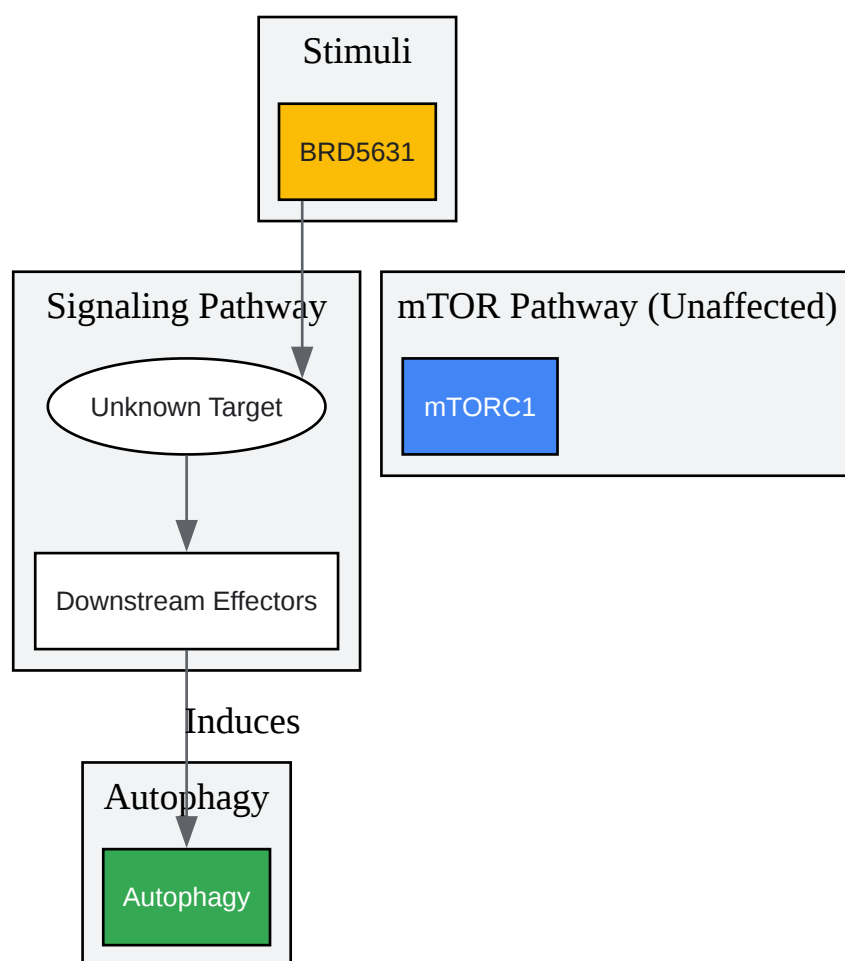 Stimuli
BRD5631
Signaling Pathway
mTOR Pathway (Unaffected)
Unknown Target
mTORC1
Downstream Effectors
Induces
Autophagy
Autophagy